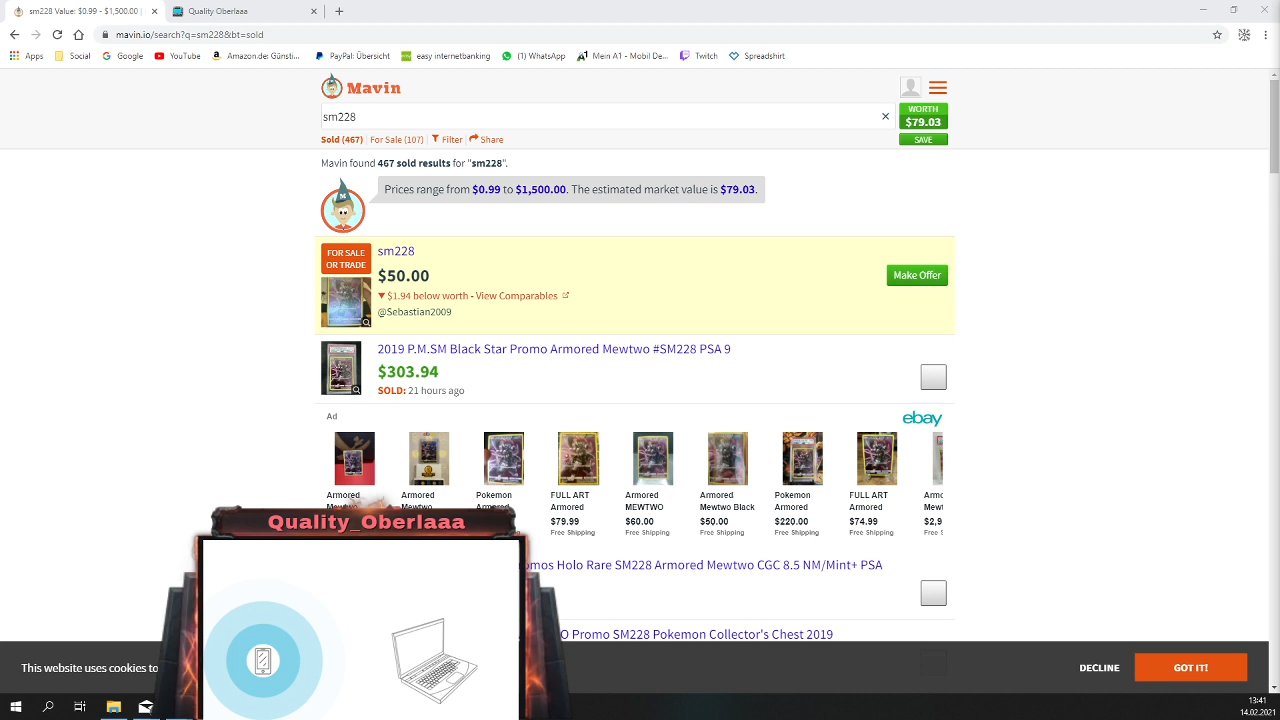 sm228 Value: $0.99 - $1,500
Quality Oberlaaa
mavin.io/search?q=sm228&bt=sold
Apps
Social
Google
YouTube
Amazon.de: Günsti...
PayPal: Übersicht
easy internetbanking
(1) WhatsApp
Mein A1 - Mobil De...
Twitch
Spreadshirt
Mavin
sm228
WORTH
$79.03
Sold (467)
For Sale (107)
Filter
Share
SAVE
Mavin found 467 sold results for "sm228".
Prices range from $0.99 to $1,500.00. The estimated market value is $79.03.
FOR SALE
OR TRADE
sm228
$50.00
Make Offer
$1.94 below worth - View Comparables
@Sebastian2009
2019 P.M.SM Black Star Promo Armored Mewtwo #SM228 PSA 9
$303.94
SOLD: 21 hours ago
Ad
ebay
Armored
Armored
Mewtwo
Pokemon
Armored
FULL ART
Armored
$79.99
Free Shipping
Armored
MEWTWO
$60.00
Free Shipping
Armored
Mewtwo Black
$50.00
Free Shipping
Pokemon
Armored
$220.00
Free Shipping
FULL ART
Armored
$74.99
Free Shipping
Quality_Oberlaaa
Holo Rare SM228 Armored Mewtwo CGC 8.5 NM/Mint+ PSA
Promo SM228 Pokemon Collector's Chest 2019
This website uses cookies to
DECLINE
GOT IT!
13:41
14.02.2021